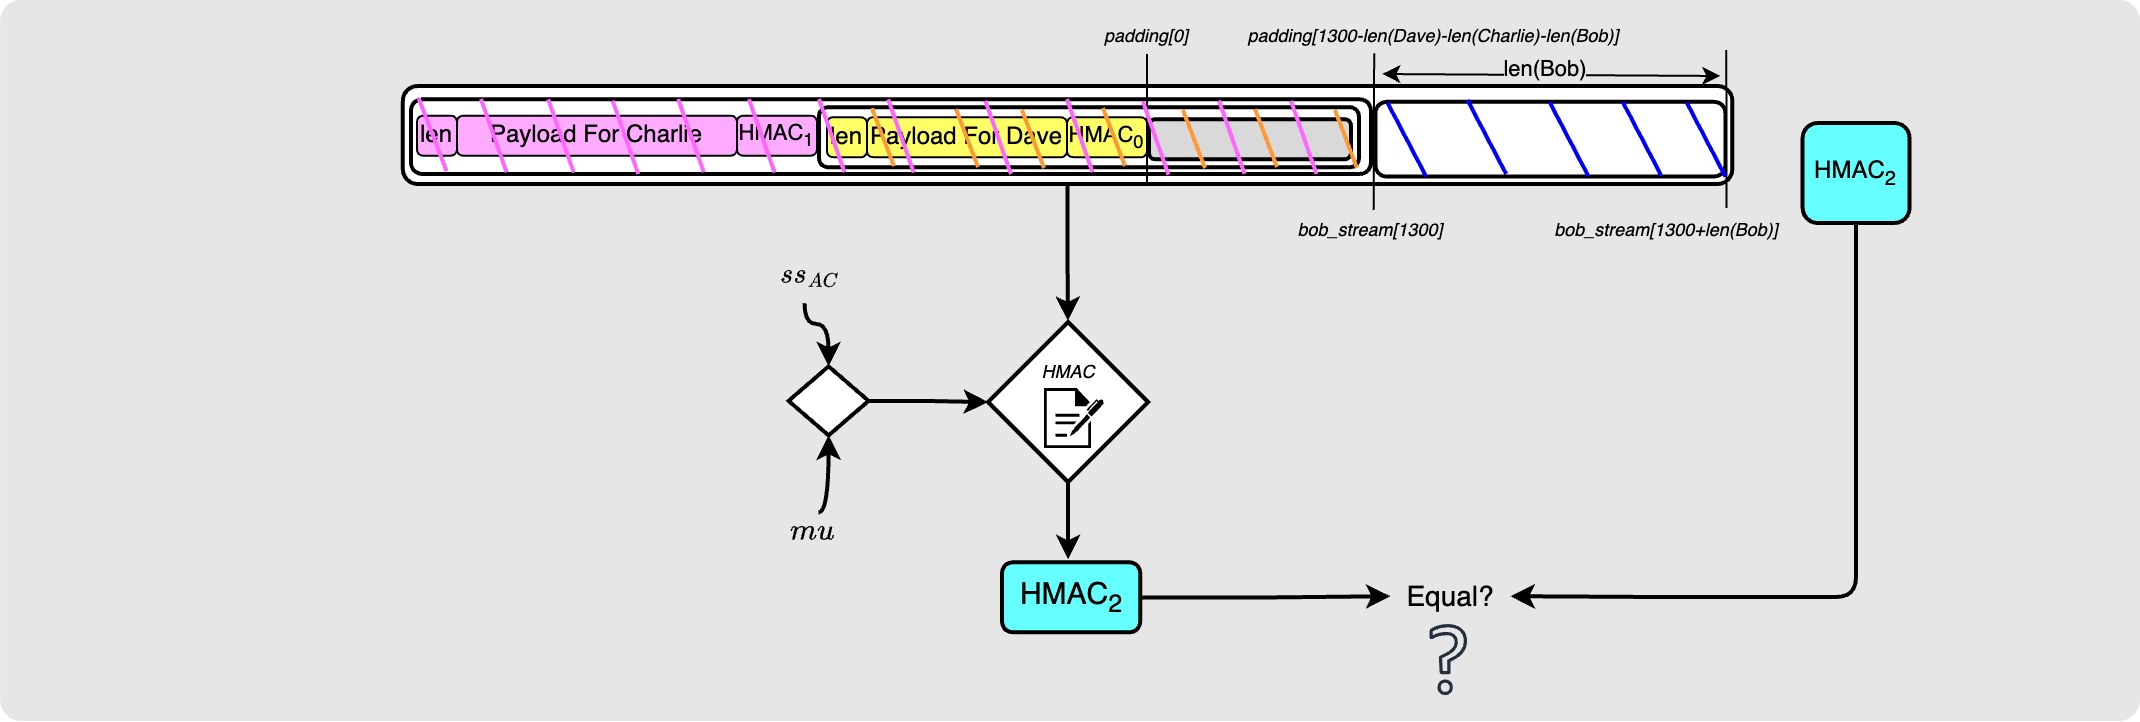 padding[0] padding[1300-len(Dave)-len(Charlie)-len(Bob)]
len(Bob)
len Payload For Charlie HMAC1 len Payload For Dave HMAC0
HMAC2
bob_stream[1300] bob_stream[1300+len(Bob)]
ssAC
HMAC
mu
HMAC2 Equal?
?